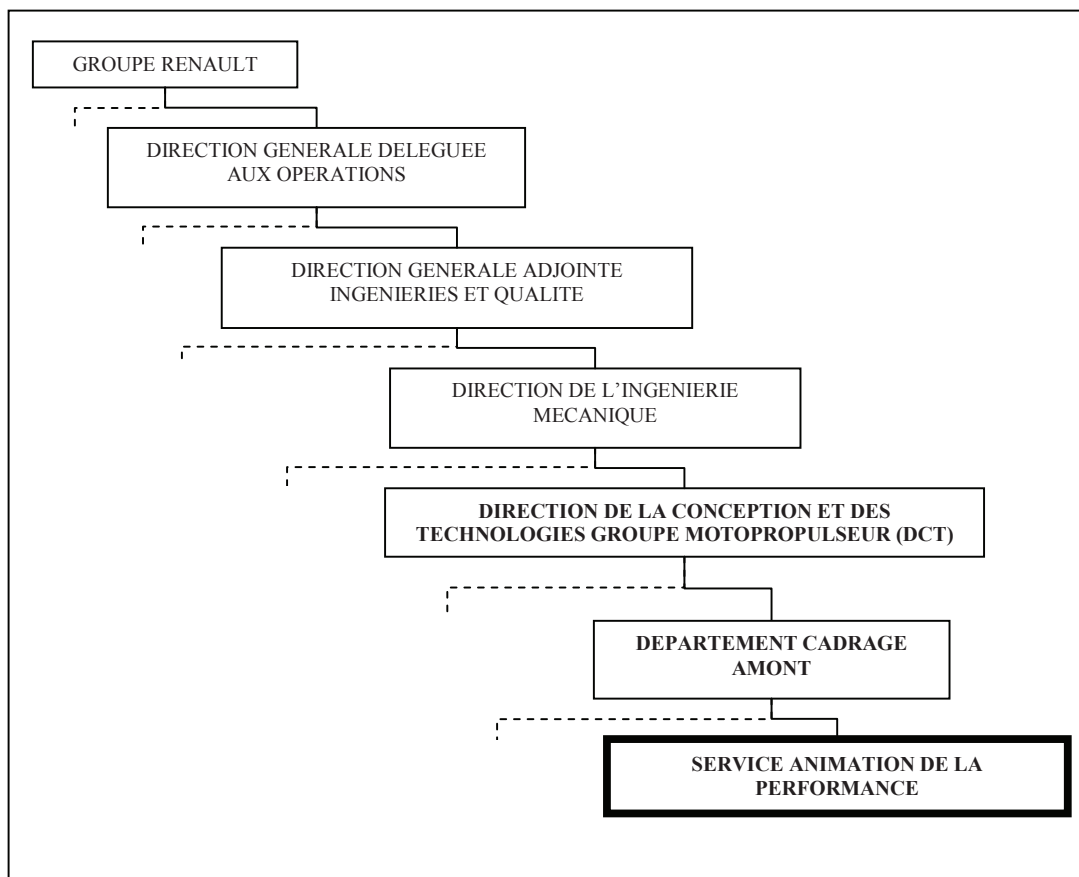 GROUPE RENAULT
DIRECTION GENERALE DELEGUEE
AUX OPERATIONS
DIRECTION GENERALE ADJOINTE
INGENIERIES ET QUALITE
DIRECTION DE L'INGENIERIE
MECANIQUE
DIRECTION DE LA CONCEPTION ET DES
TECHNOLOGIES GROUPE MOTOPROPULSEUR (DCT)
DEPARTEMENT CADRAGE
AMONT
SERVICE ANIMATION DE LA
PERFORMANCE